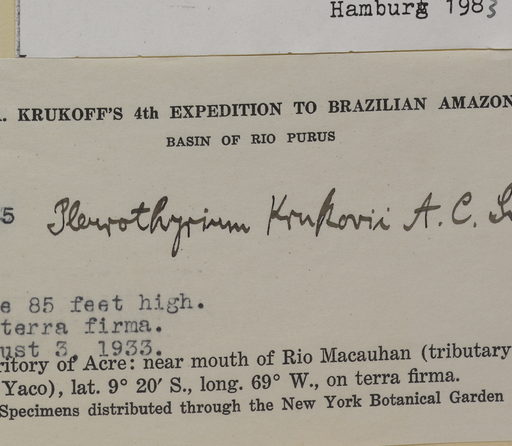 Hamburg 1983
. KRUKOFF'S 4th EXPEDITION TO BRAZILIAN AMAZON
BASIN OF RIO PURUS
5 Pleurothyrium Krukovii A. C. S
e 85 feet high.
terra firma.
ust 3, 1933.
ritory of Acre: near mouth of Rio Macauhan (tributary
Yaco), lat. 9° 20′ S., long. 69° W., on terra firma.
Specimens distributed through the New York Botanical Garden